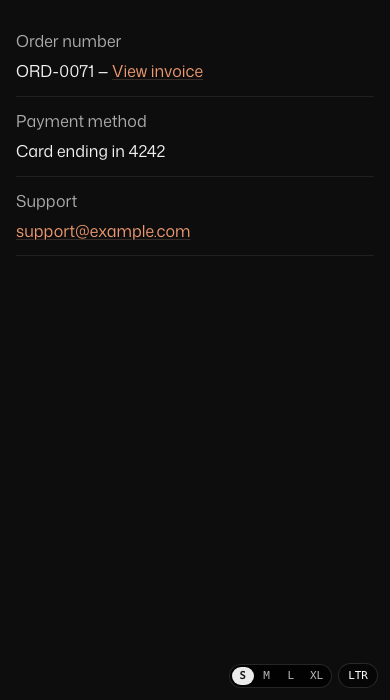 Order number
ORD-0071 – View invoice
Payment method
Card ending in 4242
Support
support@example.com
S M L XL LTR